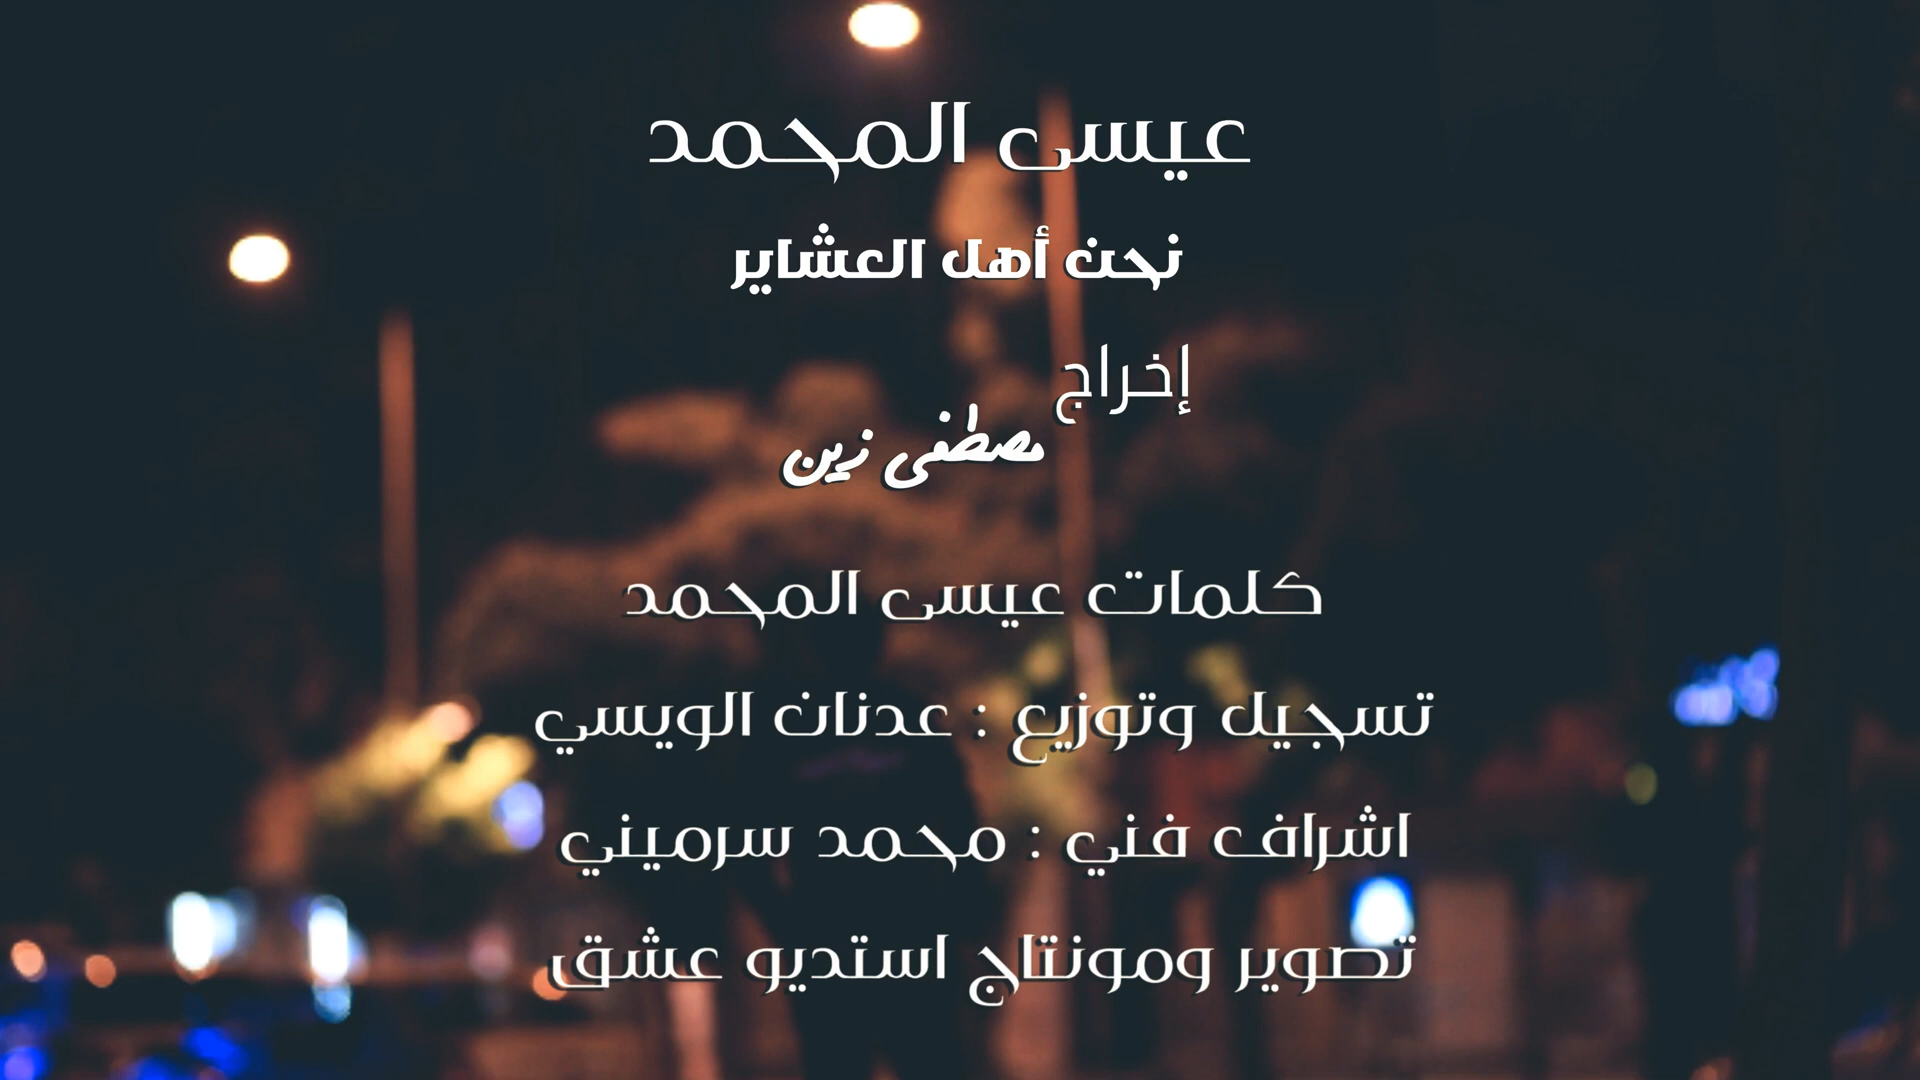 عيسى المحمد
نحن أهل العشاير
إخراج
مصطفى زين
كلمات عيسى المحمد
تسجيل وتوزيع : عدنان الويسي
اشراف فني : محمد سرميني
تصوير ومونتاج استديو عشق